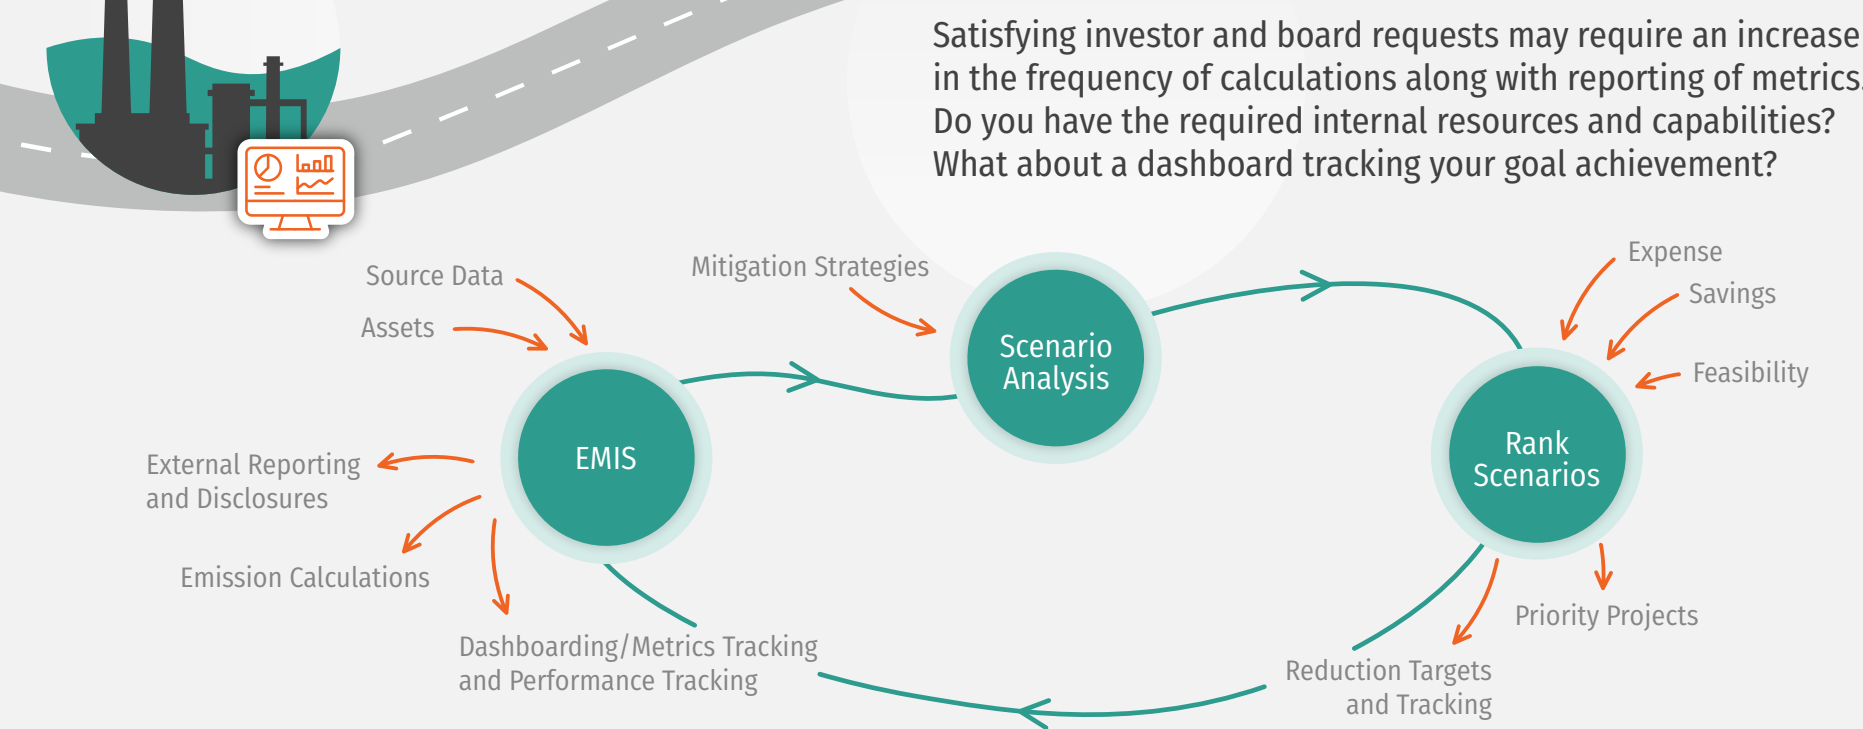 Satisfying investor and board requests may require an increase
in the frequency of calculations along with reporting of metrics.
Do you have the required internal resources and capabilities?
What about a dashboard tracking your goal achievement?
Source Data
Assets
Mitigation Strategies
Expense
Savings
Feasibility
Scenario
Analysis
EMIS
Rank
Scenarios
External Reporting
and Disclosures
Emission Calculations
Dashboarding/Metrics Tracking
and Performance Tracking
Priority Projects
Reduction Targets
and Tracking